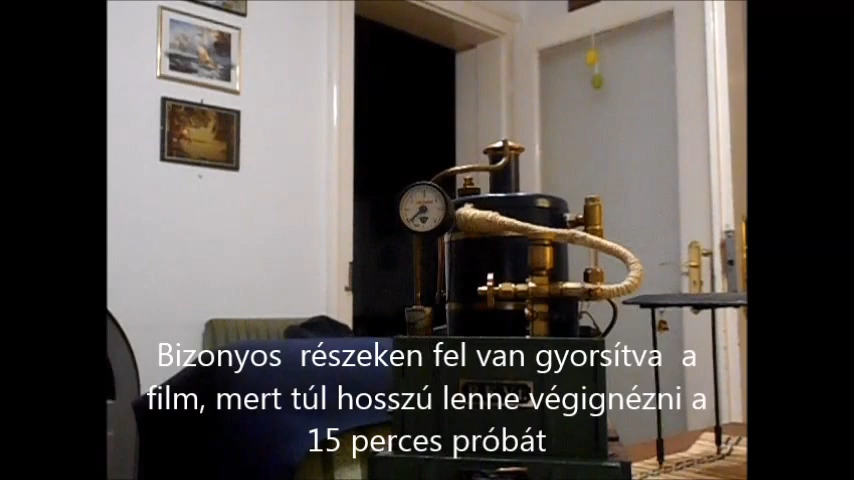 Bizonyos részeken fel van gyorsítva a
film, mert túl hosszú lenne végignézni a
15 perces próbát